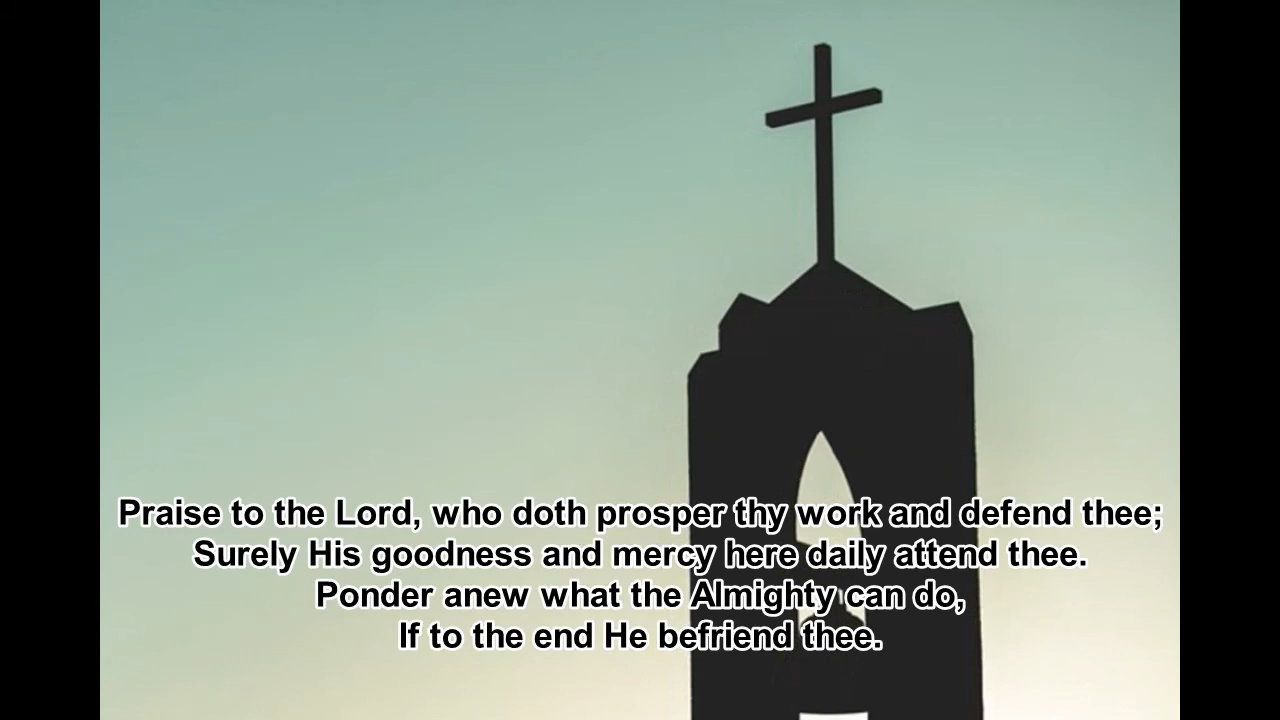 Praise to the Lord, who doth prosper thy work and defend thee;
Surely His goodness and mercy here daily attend thee.
Ponder anew what the Almighty can do,
If to the end He befriend thee.